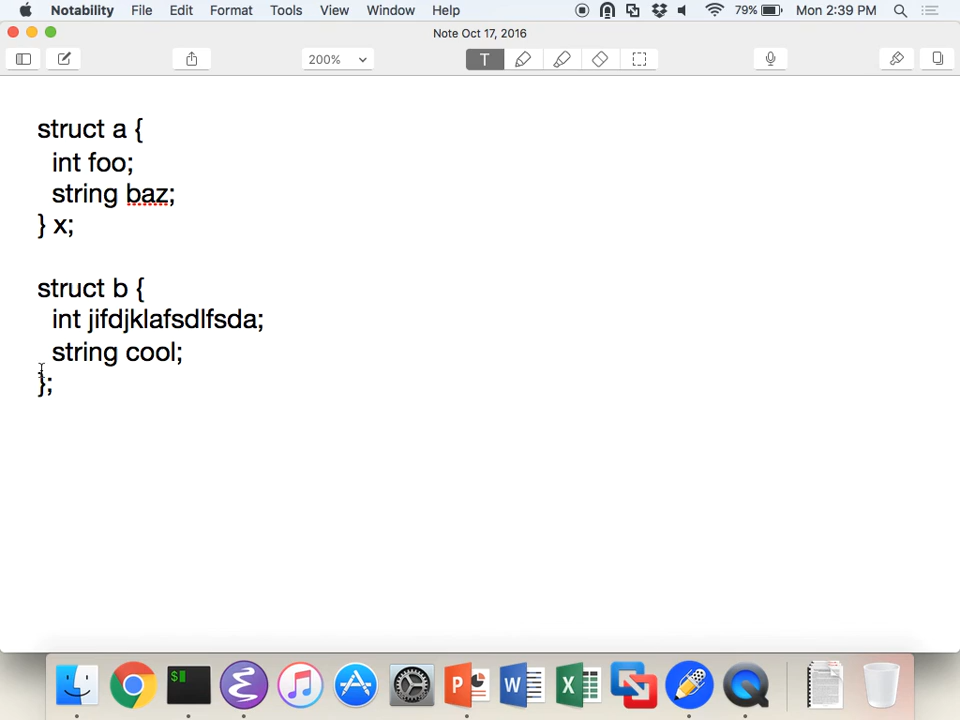 Notability File Edit Format Tools View Window Help 79% Mon 2:39 PM
Note Oct 17, 2016
200% T
struct a {
int foo;
string baz;
} x;
struct b {
int jifdjklafsdlfsda;
string cool;
};
$ P W X